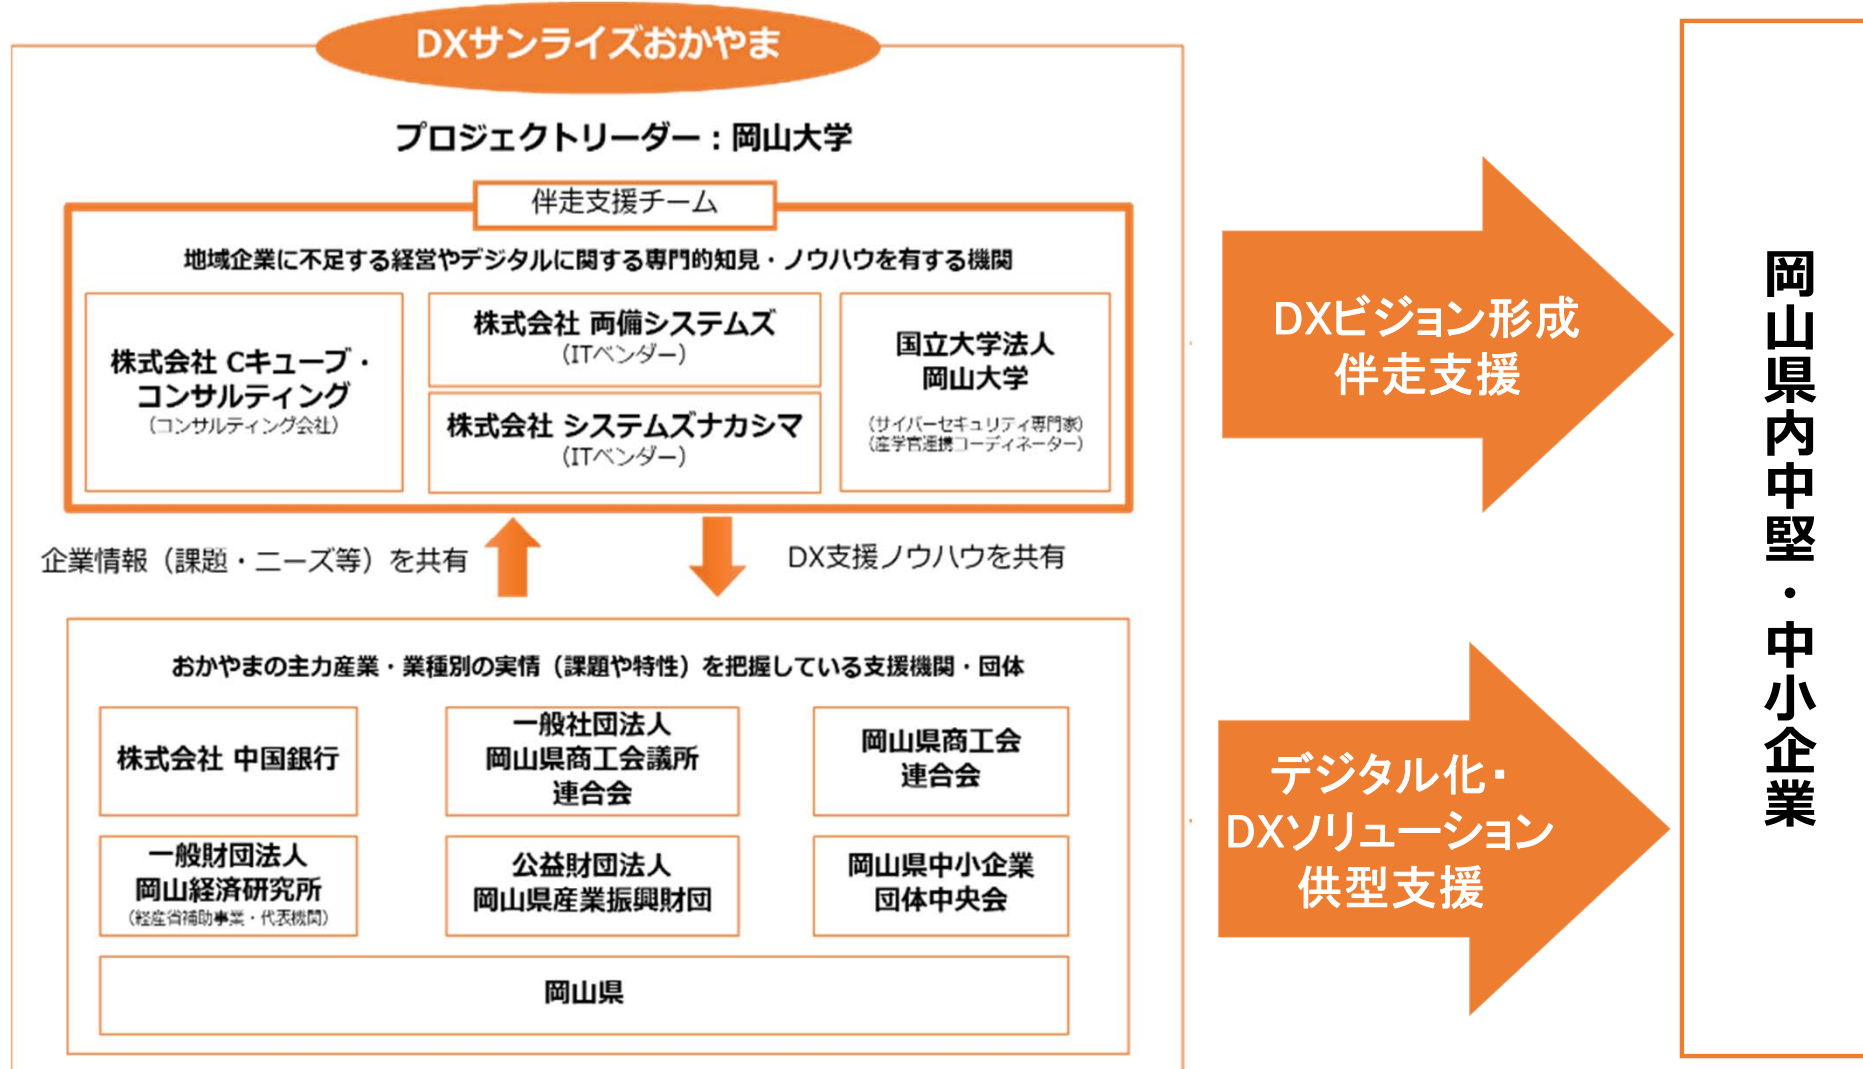 DXサンライズおかやま
プロジェクトリーダー：岡山大学
伴走支援チーム
地域企業に不足する経営やデジタルに関する専門的知見・ノウハウを有する機関
株式会社 Cキューブ・
コンサルティング
（コンサルティング会社）
株式会社 両備システムズ
（ITベンダー）
株式会社 システムズナカシマ
（ITベンダー）
国立大学法人
岡山大学
（サイバーセキュリティ専門家）
（産学官連携コーディネーター）
企業情報（課題・ニーズ等）を共有
DX支援ノウハウを共有
おかやまの主力産業・業種別の実情（課題や特性）を把握している支援機関・団体
株式会社 中国銀行
一般社団法人
岡山県商工会議所
連合会
岡山県商工会
連合会
一般財団法人
岡山経済研究所
（経産省補助事業・代表機関）
公益財団法人
岡山県産業振興財団
岡山県中小企業
団体中央会
岡山県
DXビジョン形成
伴走支援
デジタル化・
DXソリューション
供型支援
岡山県内中堅・中小企業